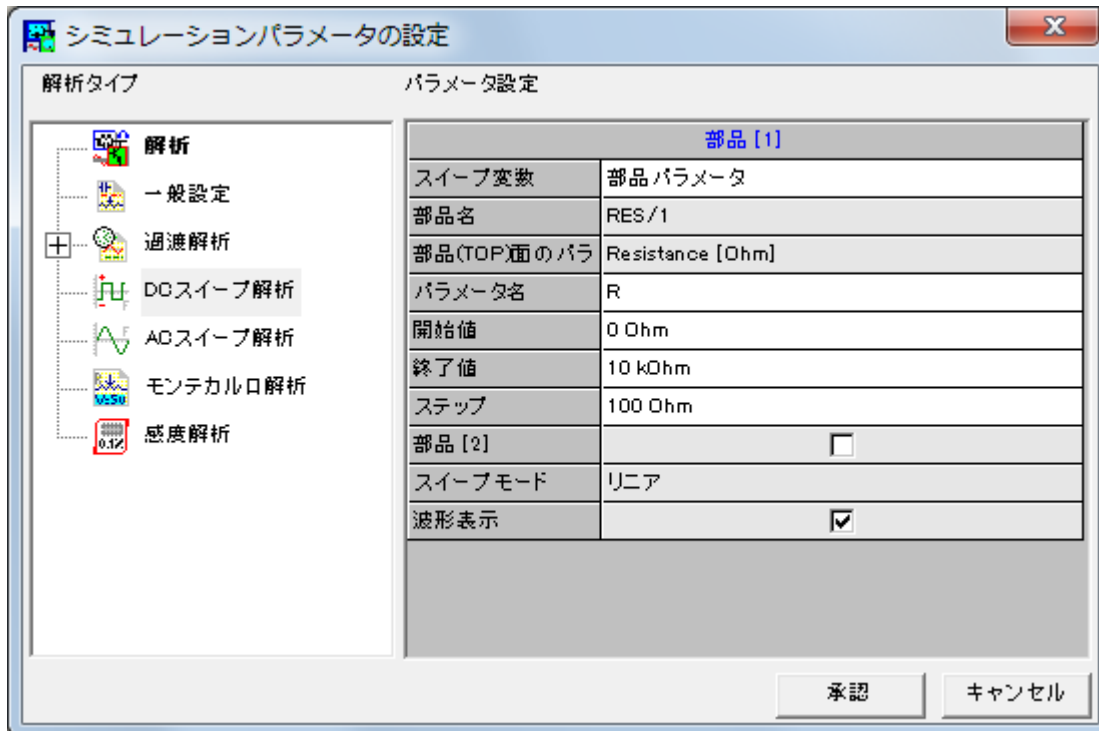 シミュレーションパラメータの設定
解析タイプ
パラメータ設定
解析
一般設定
過渡解析
DCスイープ解析
ACスイープ解析
モンテカルロ解析
感度解析
部品 [1]
スイープ変数 部品パラメータ
部品名 RES/1
部品(TOP)面のパラ Resistance [Ohm]
パラメータ名 R
開始値 0 Ohm
終了値 10 kOhm
ステップ 100 Ohm
部品 [2]
スイープモード リニア
波形表示
承認 キャンセル